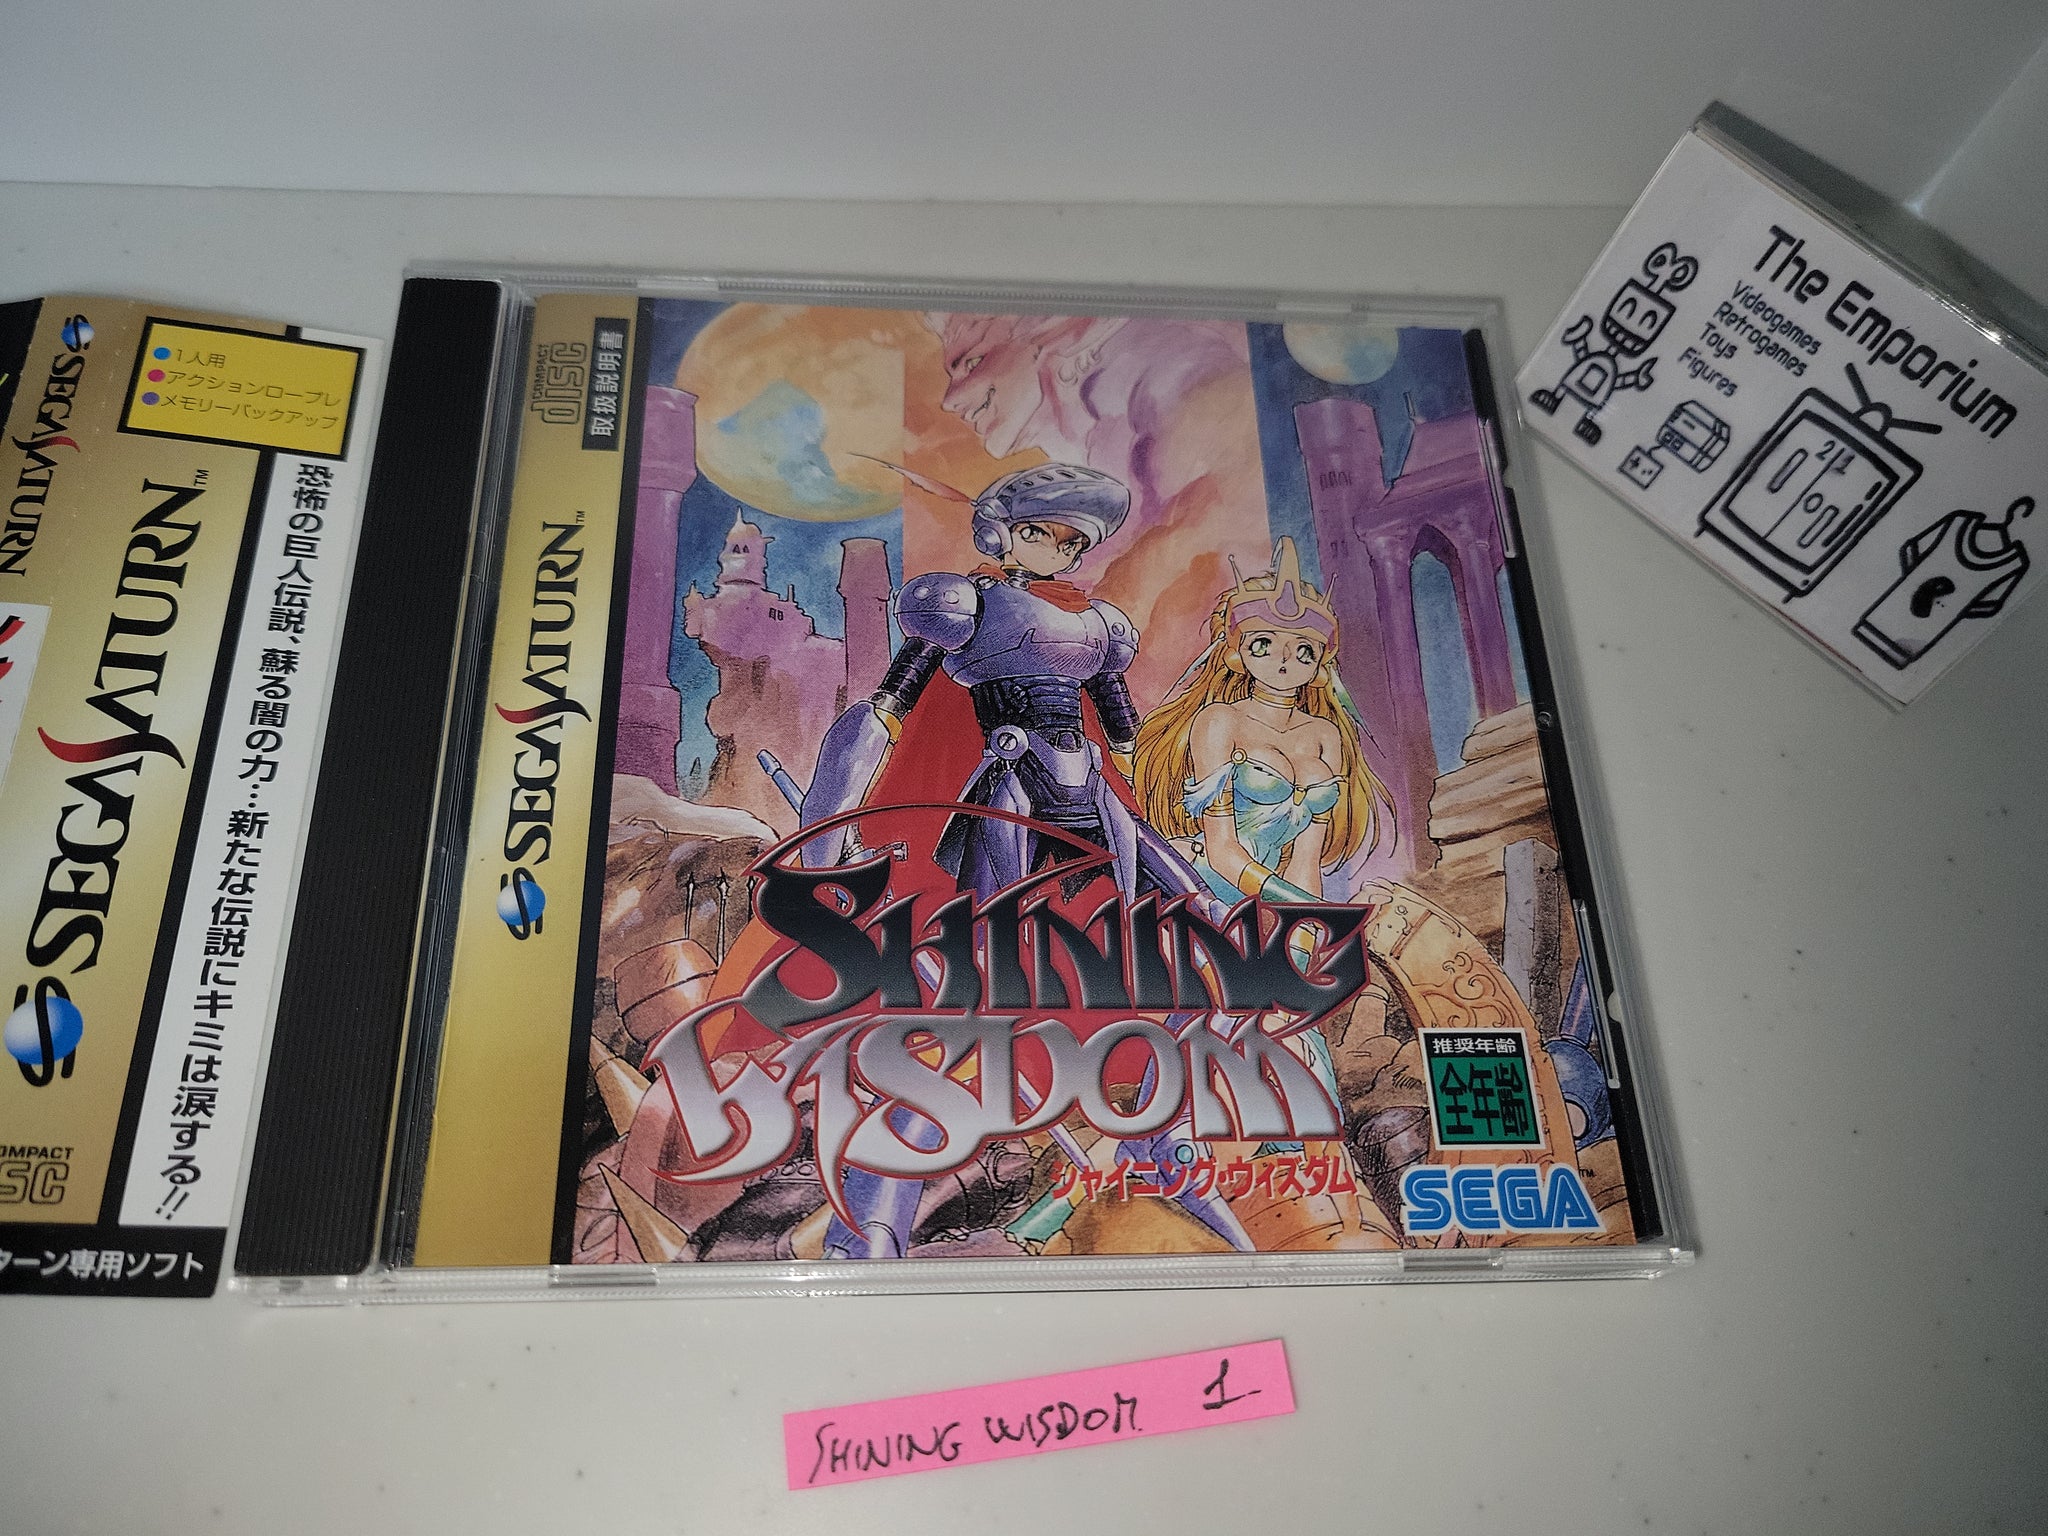 SEGA SATURN
SEGA SATURN™
1人用
アクションロープレ
メモリーバックアップ
恐怖の巨人伝説、蘇る闇の力…新たな伝説にキミは涙する!!
COMPACT
DISC
ターン専用ソフト
COMPACT
DISC
取扱説明書
SEGA SATURN™
SHINING
WISDOM
シャイニング・ウィズダム
推奨年齢
全年齢
SEGA™
The Emporium
Videogames
Retrogames
Toys
Figures
SHINING WISDOM 1